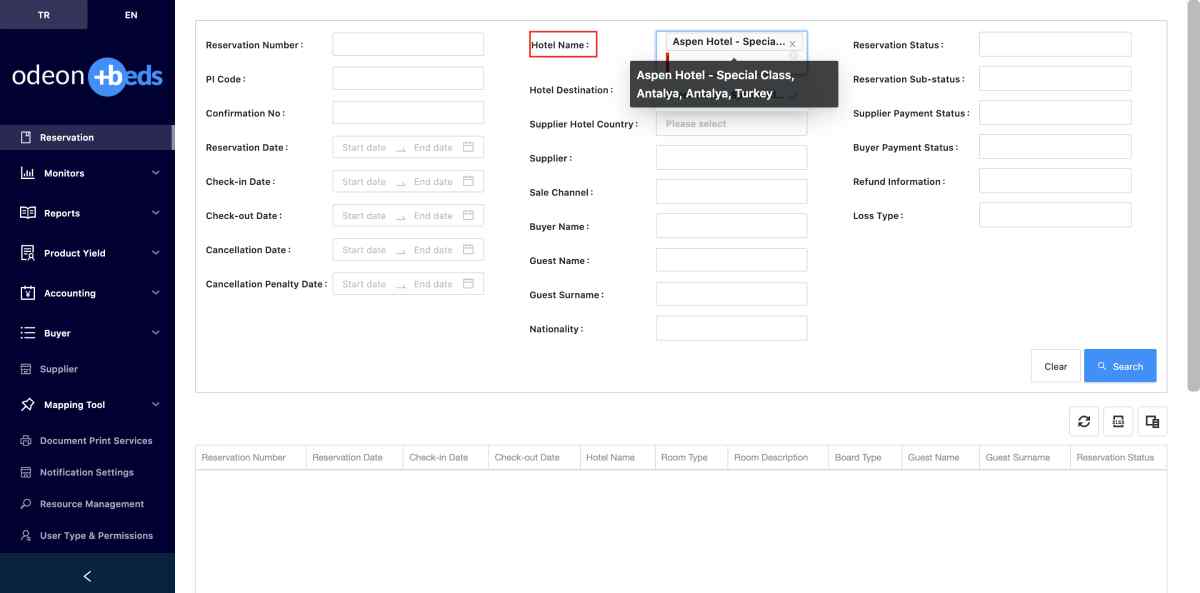 TR
EN
odeon +beds
Reservation
Monitors
Reports
Product Yield
Accounting
Buyer
Supplier
Mapping Tool
Document Print Services
Notification Settings
Resource Management
User Type & Permissions
Reservation Number :
PI Code :
Confirmation No :
Reservation Date : Start date End date
Check-in Date : Start date End date
Check-out Date : Start date End date
Cancellation Date : Start date End date
Cancellation Penalty Date : Start date End date
Hotel Name : Aspen Hotel - Specia...
Aspen Hotel - Special Class,
Antalya, Antalya, Turkey
Hotel Destination :
Supplier Hotel Country : Please select
Supplier :
Sale Channel :
Buyer Name :
Guest Name :
Guest Surname :
Nationality :
Reservation Status :
Reservation Sub-status :
Supplier Payment Status :
Buyer Payment Status :
Refund Information :
Loss Type :
Clear Search
Reservation Number Reservation Date Check-in Date Check-out Date Hotel Name Room Type Room Description Board Type Guest Name Guest Surname Reservation Status